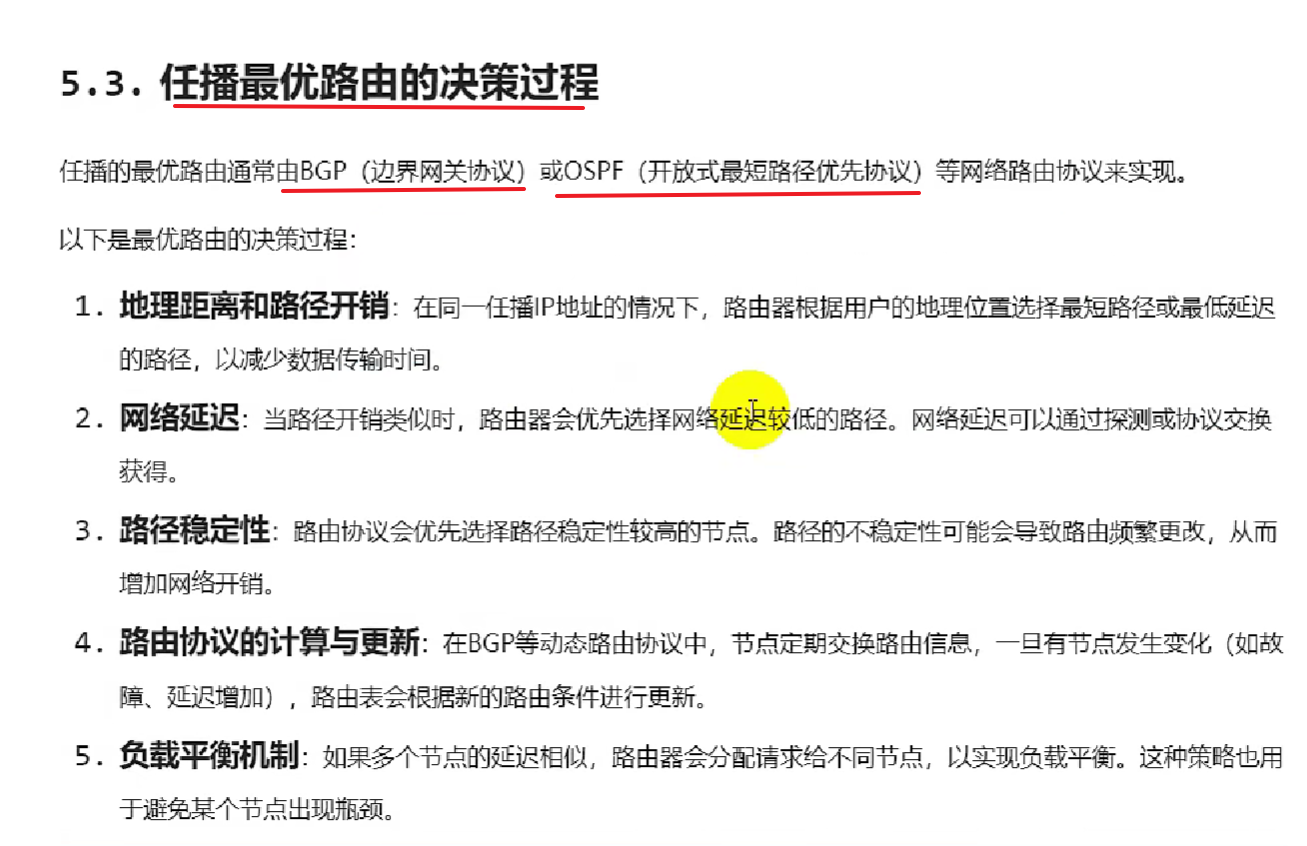 5.3. 任播最优路由的决策过程
任播的最优路由通常由BGP（边界网关协议）或OSPF（开放式最短路径优先协议）等网络路由协议来实现。
以下是最优路由的决策过程：
1. 地理距离和路径开销：在同一任播IP地址的情况下，路由器根据用户的地理位置选择最短路径或最低延迟
的路径，以减少数据传输时间。
2. 网络延迟：当路径开销类似时，路由器会优先选择网络延迟较低的路径。网络延迟可以通过探测或协议交换
获得。
3. 路径稳定性：路由协议会优先选择路径稳定性较高的节点。路径的不稳定性可能会导致路由频繁更改，从而
增加网络开销。
4. 路由协议的计算与更新：在BGP等动态路由协议中，节点定期交换路由信息，一旦有节点发生变化（如故
障、延迟增加），路由表会根据新的路由条件进行更新。
5. 负载平衡机制：如果多个节点的延迟相似，路由器会分配请求给不同节点，以实现负载平衡。这种策略也用
于避免某个节点出现瓶颈。